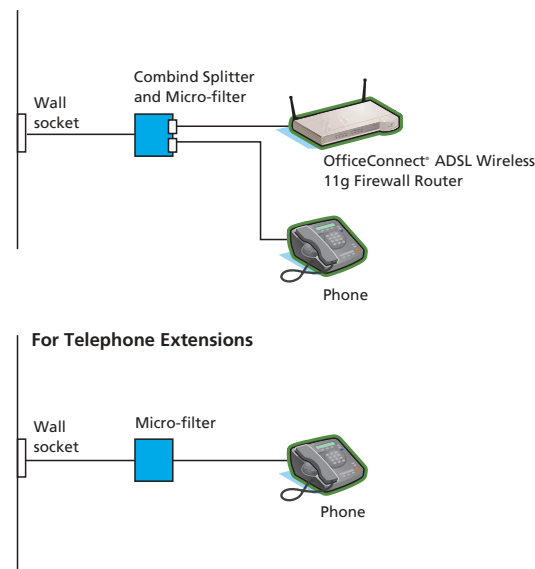 Combind Splitter
and Micro-filter
Wall
socket
OfficeConnect® ADSL Wireless
11g Firewall Router
Phone
For Telephone Extensions
Wall
socket
Micro-filter
Phone